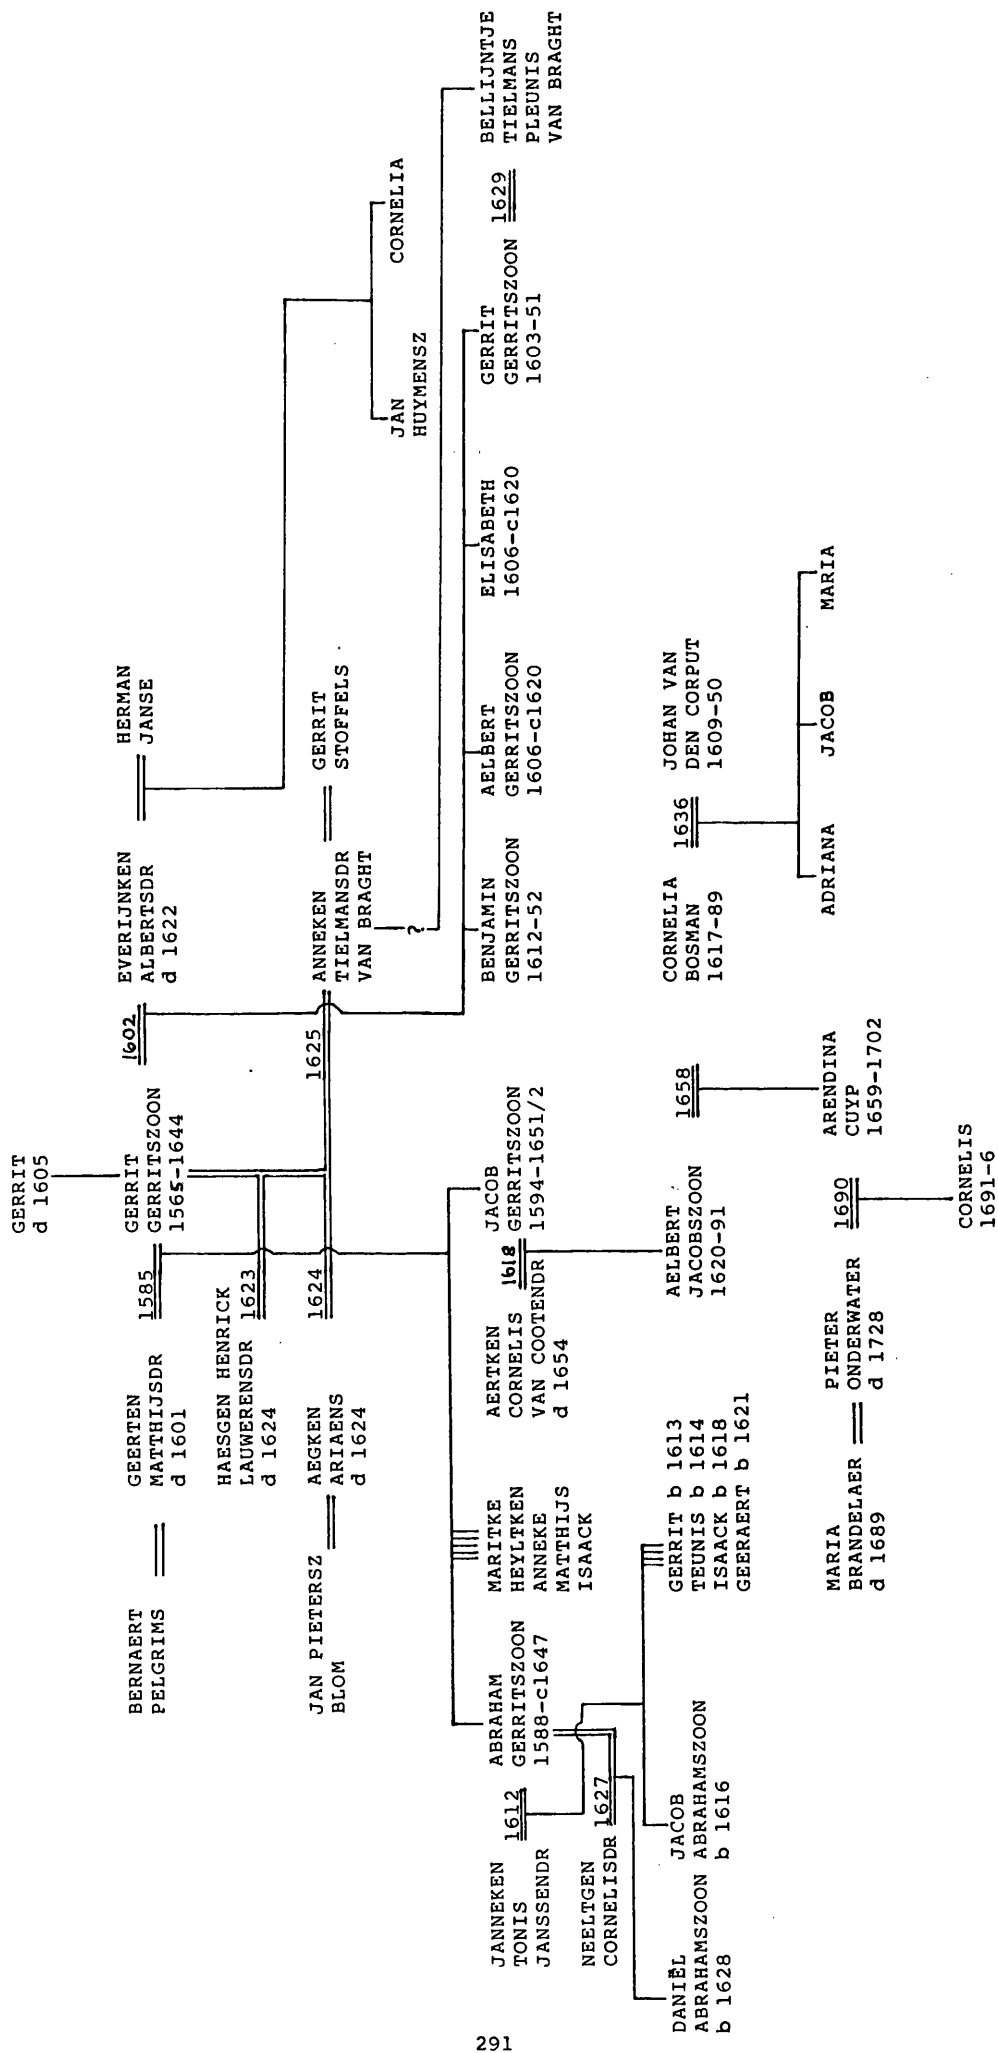 GERRIT
d 1605
BERNAERT
PELGRIMS
GEERTEN
MATTHIJSDR
d 1601
1585
GERRIT
GERRITSZOON
1565-1644
1602
EVERIJNKEN
ALBERTSDR
d 1622
HERMAN
JANSE
HAESGEN HENRICK
LAUWERENSDR
d 1624
1623
JAN PIETERSZ
BLOM
AEGKEN
ARIAENS
d 1624
1624
1625
ANNEKEN
TIELMANSDR
VAN BRAGHT
GERRIT
STOFFELS
JAN
HUYMENSZ
CORNELIA
?
JANNEKEN
TONIS
JANSSENDR
1612
ABRAHAM
GERRITSZOON
1588-c1647
MARITKE
HEYLTKEN
ANNEKE
MATTHIJS
ISAACK
AERTKEN
CORNELIS
VAN COOTENDR
d 1654
1618
JACOB
GERRITSZOON
1594-1651/2
BENJAMIN
GERRITSZOON
1612-52
AELBERT
GERRITSZOON
1606-c1620
ELISABETH
1606-c1620
GERRIT
GERRITSZOON
1603-51
1629
BELLIJNTJE
TIELMANS
PLEUNIS
VAN BRAGHT
NEELTGEN
CORNELISDR
1627
DANIEL
ABRAHAMSZOON
b 1628
JACOB
ABRAHAMSZOON
b 1616
GERRIT b 1613
TEUNIS b 1614
ISAACK b 1618
GEERAERT b 1621
AELBERT
JACOBSZOON
1620-91
1658
CORNELIA
BOSMAN
1617-89
1636
JOHAN VAN
DEN CORPUT
1609-50
MARIA
BRANDELAER
d 1689
PIETER
ONDERWATER
d 1728
1690
ARENDINA
CUYP
1659-1702
ADRIANA
JACOB
MARIA
CORNELIS
1691-6
291